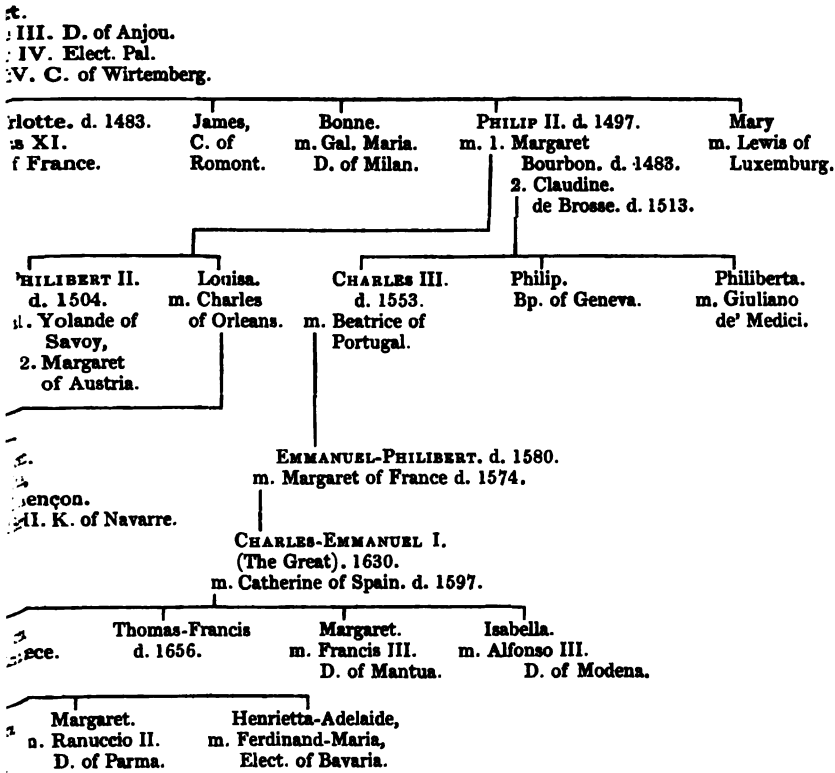 III. D. of Anjou.
IV. Elect. Pal.
V. C. of Wirtemberg.
d. 1483. James, Bonne. PHILIP II. d. 1497. Mary
XI. C. of m. Gal. Maria. m. 1. Margaret m. Lewis of
France. Romont. D. of Milan. Bourbon. d. 1483. Luxemburg.
2. Claudine.
de Brosse. d. 1513.
II. Louisa. CHARLES III. Philip. Philiberta.
d. 1504. m. Charles d. 1553. Bp. of Geneva. m. Giuliano
Yolande of of Orleans. m. Beatrice of de' Medici.
Savoy, Portugal.
2. Margaret
of Austria.
EMMANUEL-PHILIBERT. d. 1580.
m. Margaret of France d. 1574.
K. of Navarre.
CHARLES-EMMANUEL I.
(The Great). 1630.
m. Catherine of Spain. d. 1597.
Thomas-Francis Margaret. Isabella.
d. 1656. m. Francis III. m. Alfonso III.
D. of Mantua. D. of Modena.
Margaret. Henrietta-Adelaide,
Ranuccio II. m. Ferdinand-Maria,
D. of Parma. Elect. of Bavaria.